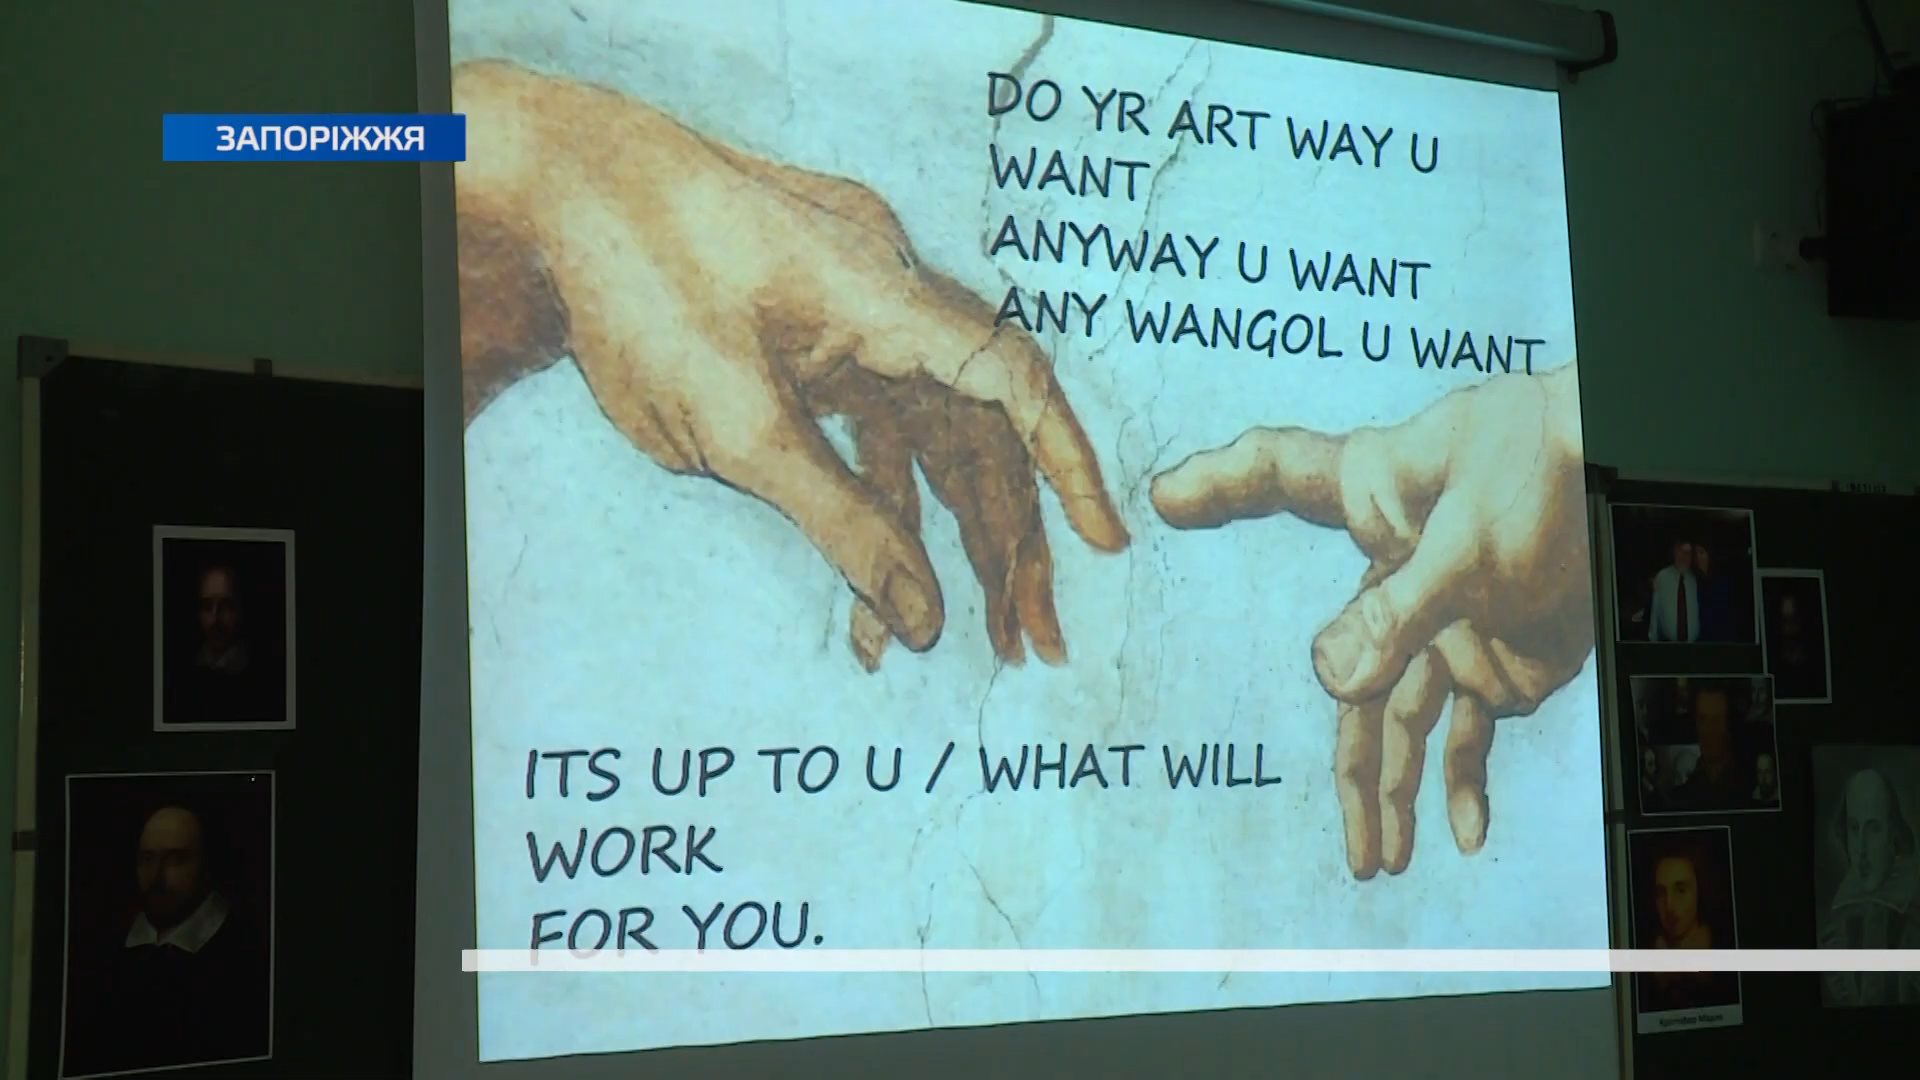 ЗАПОРІЖЖЯ
DO YR ART WAY U
WANT
ANYWAY U WANT
ANY WANGOL U WANT
ITS UP TO U / WHAT WILL
WORK
FOR YOU.